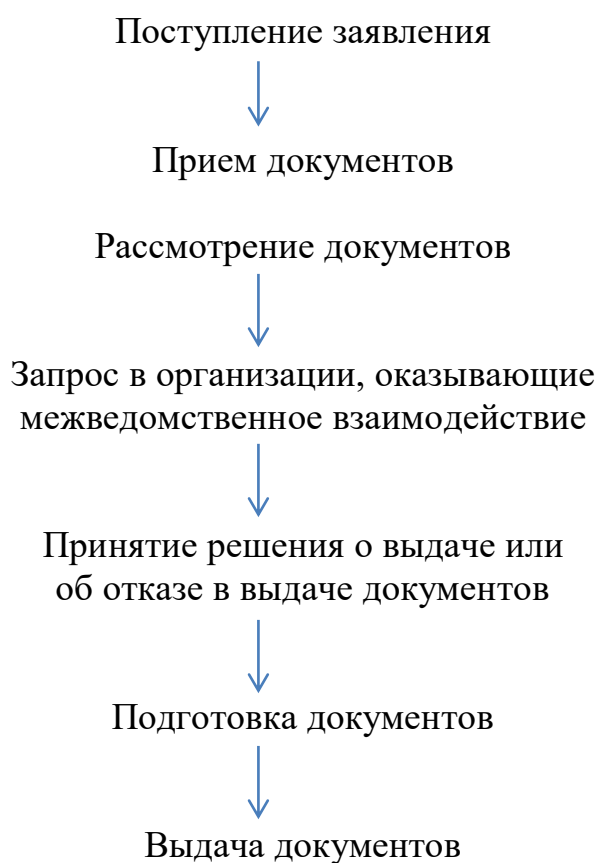 Поступление заявления
Прием документов
Рассмотрение документов
Запрос в организации, оказывающие
межведомственное взаимодействие
Принятие решения о выдаче или
об отказе в выдаче документов
Подготовка документов
Выдача документов